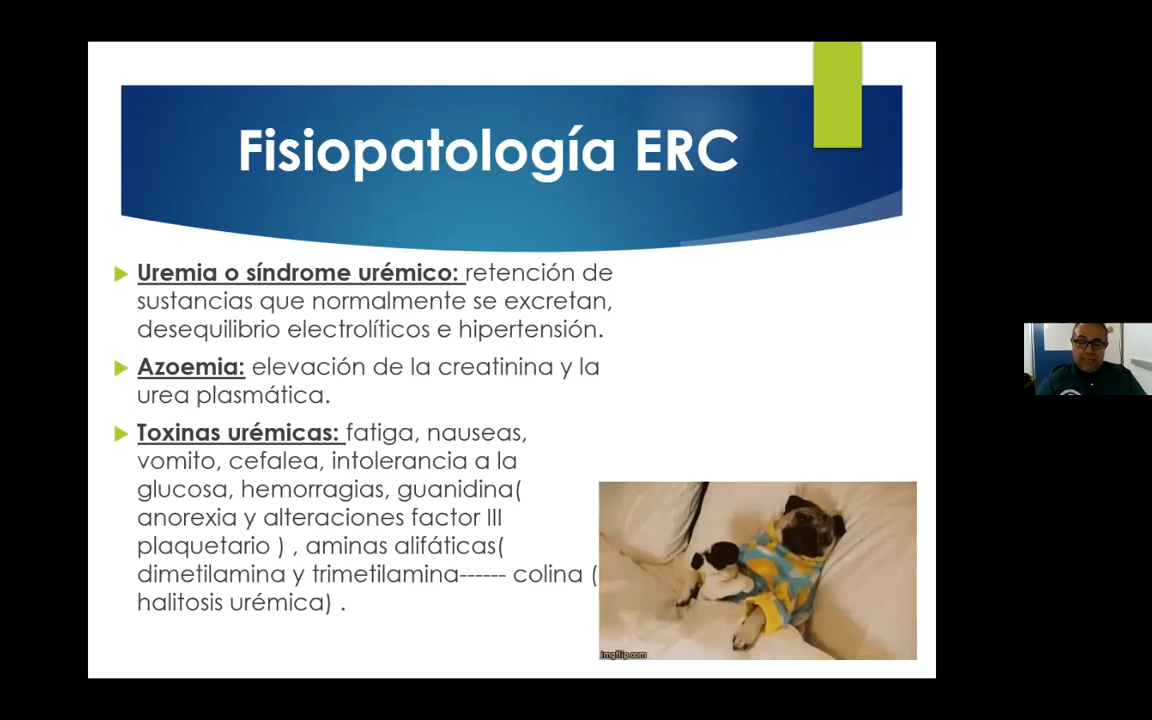 Fisiopatología ERC
Uremia o síndrome urémico: retención de
sustancias que normalmente se excretan,
desequilibrio electrolíticos e hipertensión.
Azoemia: elevación de la creatinina y la
urea plasmática.
Toxinas urémicas: fatiga, nauseas,
vomito, cefalea, intolerancia a la
glucosa, hemorragias, guanidina(
anorexia y alteraciones factor III
plaquetario ) , aminas alifáticas(
dimetilamina y trimetilamina------ colina (
halitosis urémica) .
imgflip.com